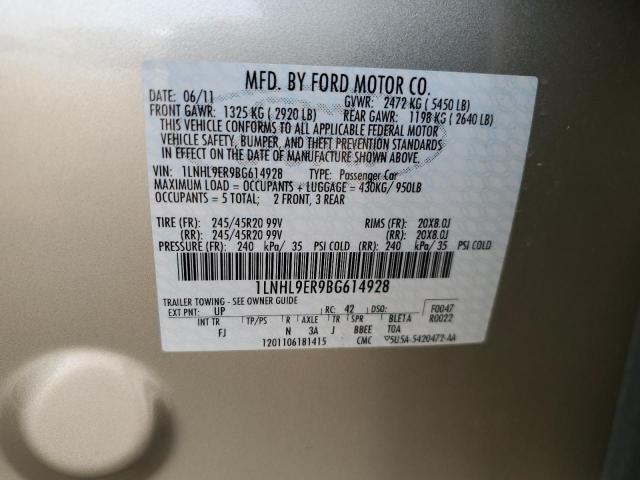 MFD. BY FORD MOTOR CO.
DATE: 06/11 GVWR: 2472 KG ( 5450 LB)
FRONT GAWR: 1325 KG ( 2920 LB) REAR GAWR: 1198 KG ( 2640 LB)
THIS VEHICLE CONFORMS TO ALL APPLICABLE FEDERAL MOTOR
VEHICLE SAFETY, BUMPER, AND THEFT PREVENTION STANDARDS
IN EFFECT ON THE DATE OF MANUFACTURE SHOWN ABOVE.
VIN: 1LNHL9ER9BG614928 TYPE: Passenger Car
MAXIMUM LOAD = OCCUPANTS + LUGGAGE = 430KG/ 950LB
OCCUPANTS = 5 TOTAL; 2 FRONT, 3 REAR
TIRE (FR): 245/45R20 99V RIMS (FR): 20X8.0J
(RR): 245/45R20 99V (RR): 20X8.0J
PRESSURE (FR): 240 kPa/ 35 PSI COLD (RR): 240 kPa/ 35 PSI COLD
1LNHL9ER9BG614928
TRAILER TOWING - SEE OWNER GUIDE
EXT PNT: UP RC: 42 DSO: F0047
INT TR TP/PS R AXLE TR SPR BLE1A R0022
FJ N 3A J BBEE TOA
1201106181415 CMC 5U5A-5420472-AA